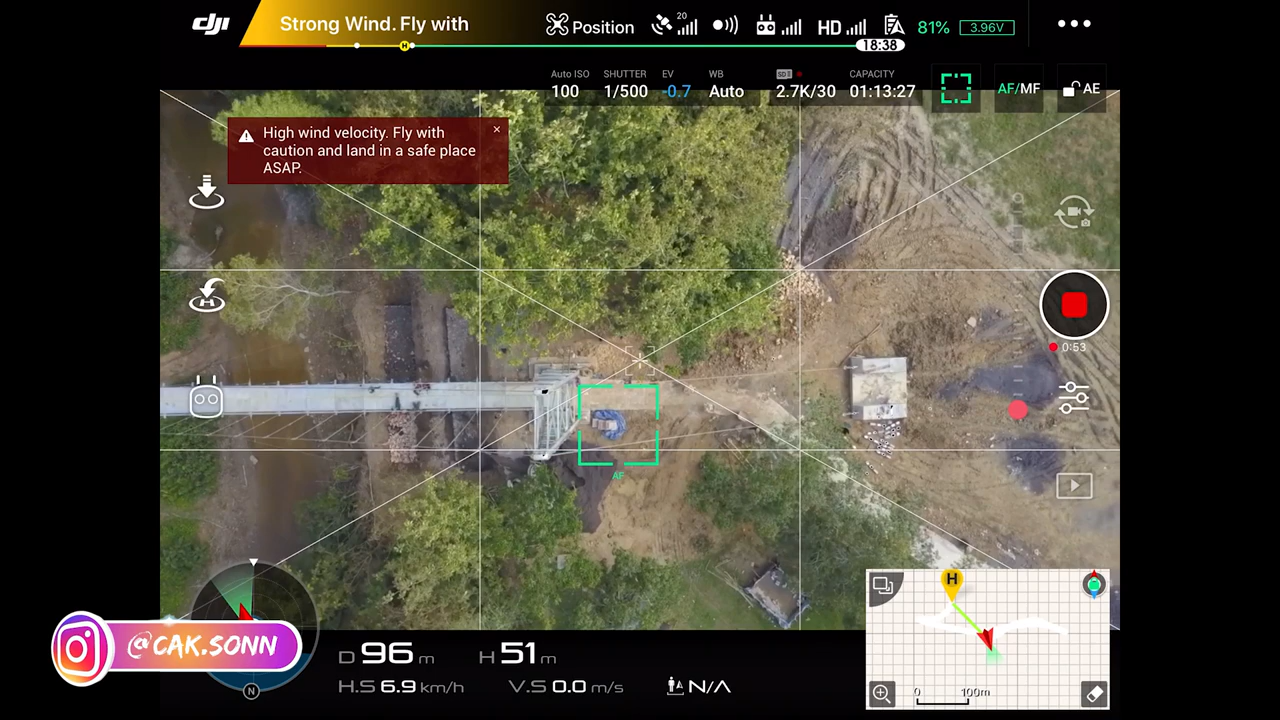 dji
Strong Wind. Fly with
Position
20
HD
81%
3.96V
H
18:38
Auto ISO
100
SHUTTER
1/500
EV
-0.7
WB
Auto
2.7K/30
CAPACITY
01:13:27
AF/MF
AE
High wind velocity. Fly with
caution and land in a safe place
ASAP.
H
0:53
AF
@CAK.SONN
N
D 96 m
H 51 m
H.S 6.9 km/h
V.S 0.0 m/s
N/A
H
0
100m